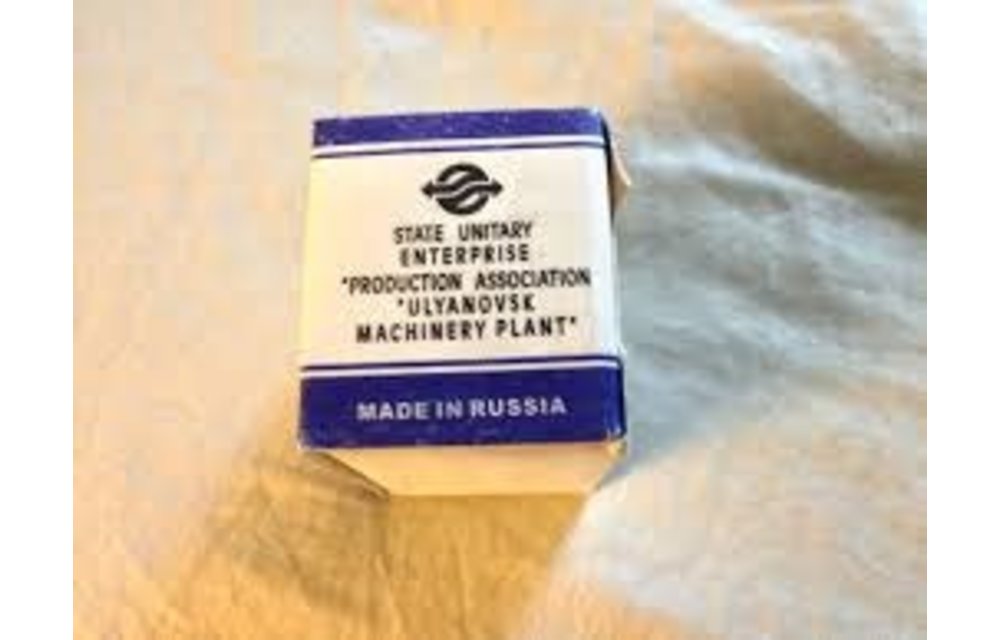 STATE UNITARY
ENTERPRISE
"PRODUCTION ASSOCIATION
"ULYANOVSK
MACHINERY PLANT"
MADE IN RUSSIA